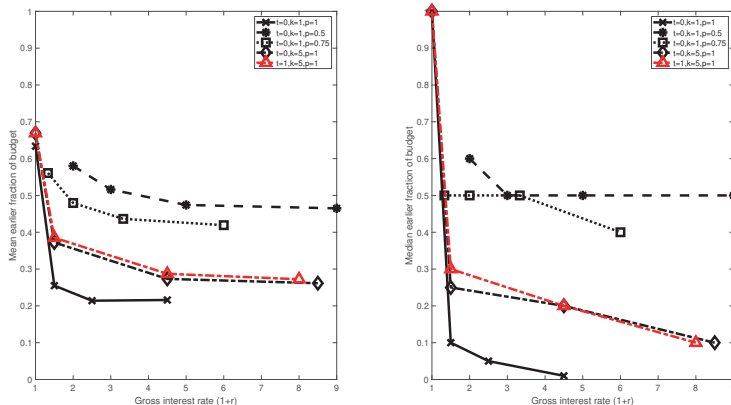 Mean earlier fraction of budget
1
0.9
0.8
0.7
0.6
0.5
0.4
0.3
0.2
0.1
0
1 2 3 4 5 6 7 8 9
Gross interest rate (1+r)
t=0,k=1,p=1
t=0,k=1,p=0.5
t=0,k=1,p=0.75
t=0,k=5,p=1
t=1,k=5,p=1
Median earlier fraction of budget
1
0.9
0.8
0.7
0.6
0.5
0.4
0.3
0.2
0.1
0
1 2 3 4 5 6 7 8
Gross interest rate (1+r)
t=0,k=1,p=1
t=0,k=1,p=0.5
t=0,k=1,p=0.75
t=0,k=5,p=1
t=1,k=5,p=1